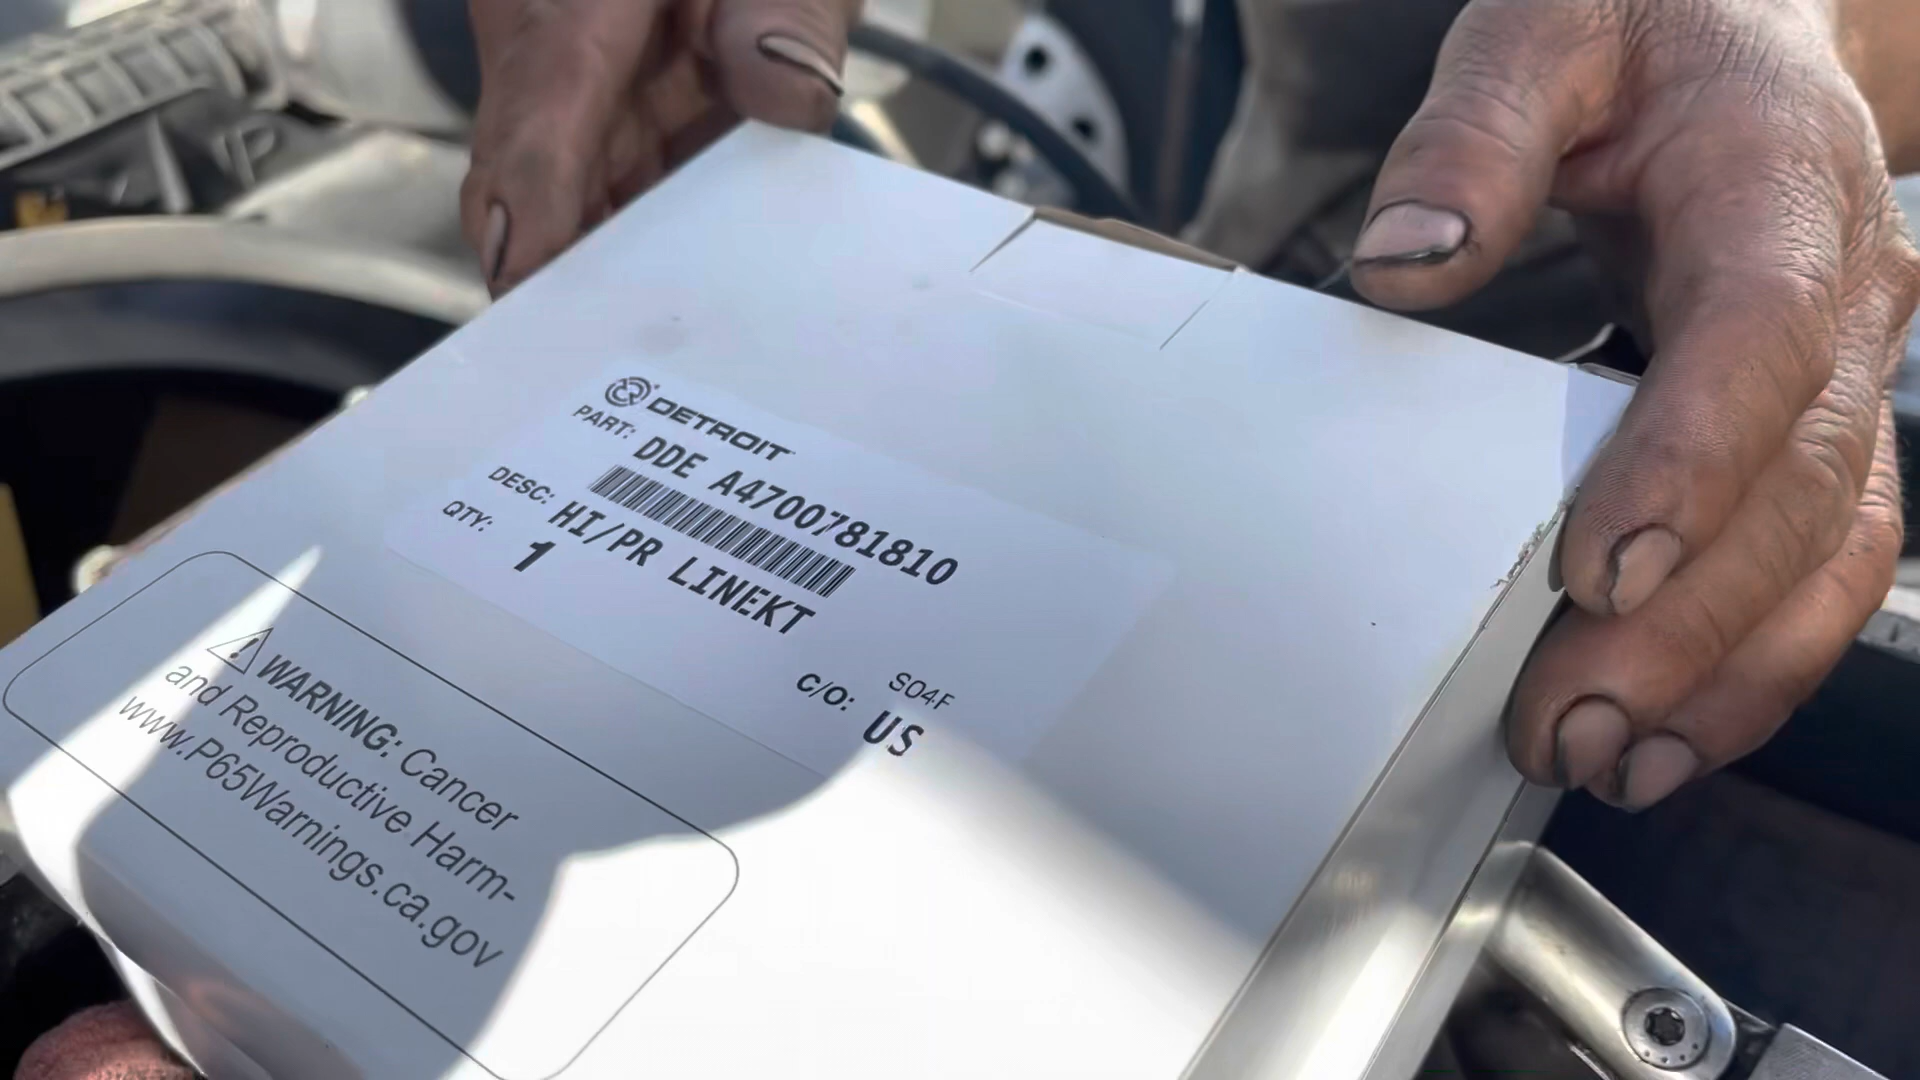 DETROIT
PART: DDE A4700781810
DESC: HI/PR LINEKT
QTY: 1
S04F
C/O: US
WARNING: Cancer
and Reproductive Harm-
www.P65Warnings.ca.gov